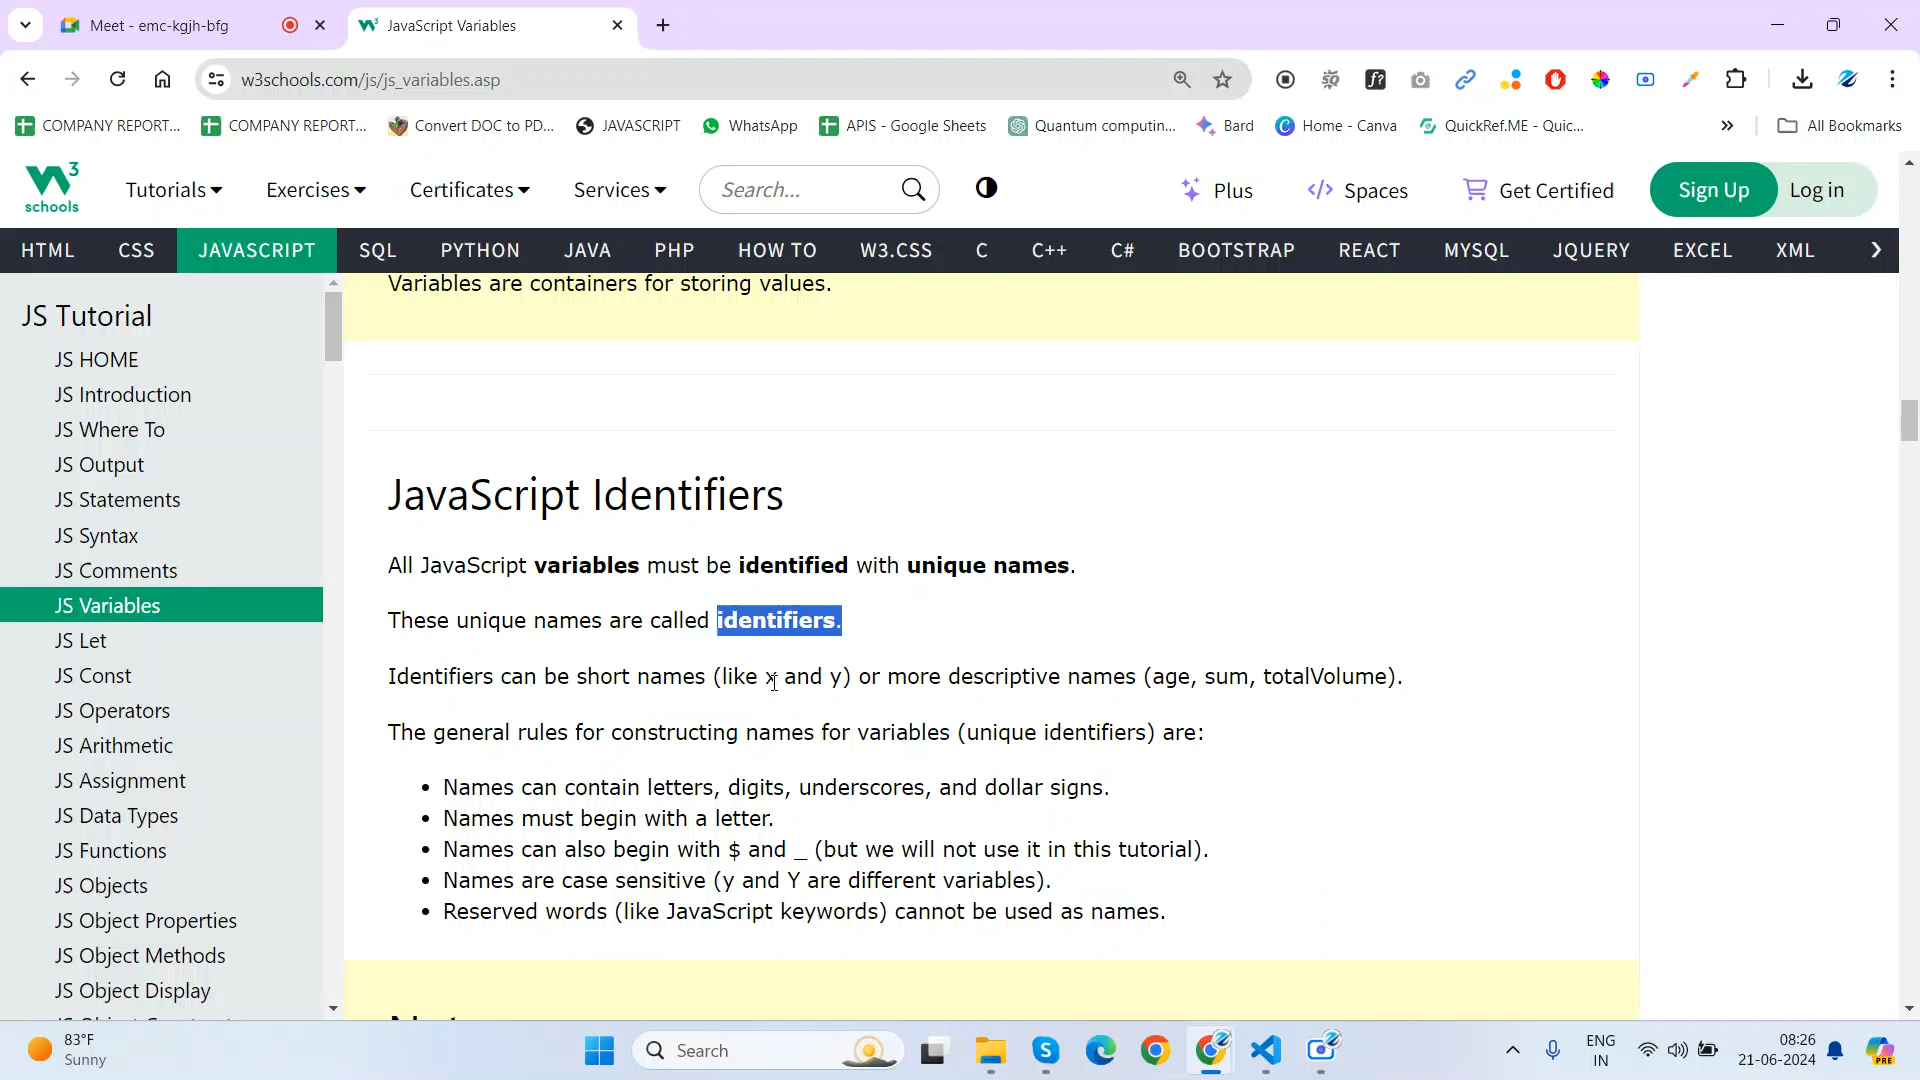 Meet - emc-kgjh-bfg
JavaScript Variables
w3schools.com/js/js_variables.asp
COMPANY REPORT...
COMPANY REPORT...
Convert DOC to PD...
JAVASCRIPT
WhatsApp
APIS - Google Sheets
Quantum computin...
Bard
Home - Canva
QuickRef.ME - Quic...
All Bookmarks
W3
schools
Tutorials
Exercises
Certificates
Services
Search...
Plus
Spaces
Get Certified
Sign Up
Log in
HTML
CSS
JAVASCRIPT
SQL
PYTHON
JAVA
PHP
HOW TO
W3.CSS
C
C++
C#
BOOTSTRAP
REACT
MYSQL
JQUERY
EXCEL
XML
JS Tutorial
JS HOME
JS Introduction
JS Where To
JS Output
JS Statements
JS Syntax
JS Comments
JS Variables
JS Let
JS Const
JS Operators
JS Arithmetic
JS Assignment
JS Data Types
JS Functions
JS Objects
JS Object Properties
JS Object Methods
JS Object Display
Variables are containers for storing values.
JavaScript Identifiers
All JavaScript variables must be identified with unique names.
These unique names are called identifiers.
Identifiers can be short names (like x and y) or more descriptive names (age, sum, totalVolume).
The general rules for constructing names for variables (unique identifiers) are:
• Names can contain letters, digits, underscores, and dollar signs.
• Names must begin with a letter.
• Names can also begin with $ and _ (but we will not use it in this tutorial).
• Names are case sensitive (y and Y are different variables).
• Reserved words (like JavaScript keywords) cannot be used as names.
83°F
Sunny
Search
ENG
IN
08:26
21-06-2024
PRE